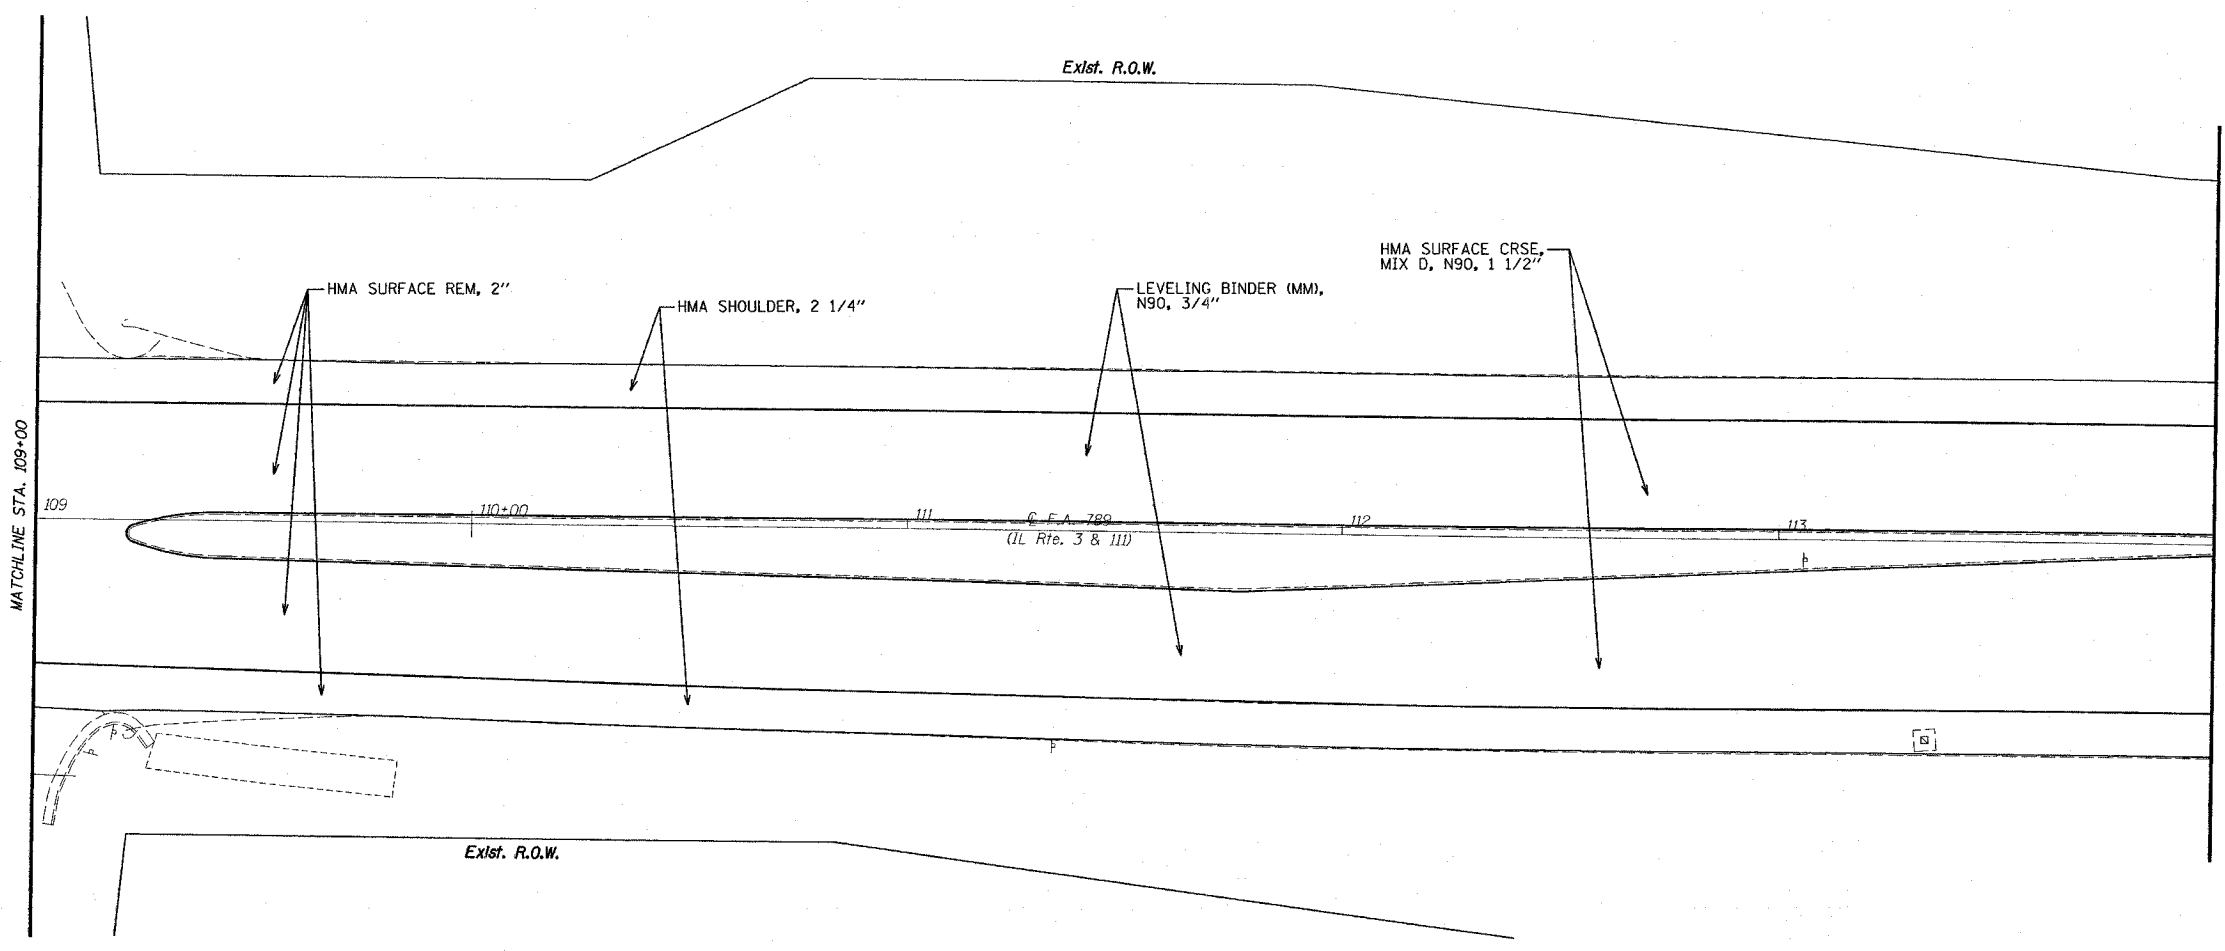 Exist. R.O.W.
HMA SURFACE CRSE,
MIX D, N90, 1 1/2"
HMA SURFACE REM, 2"
HMA SHOULDER, 2 1/4"
LEVELING BINDER (MM),
N90, 3/4"
MATCHLINE STA. 109+00
109
110+00
111
℄ F.A. 789
(IL Rte. 3 & 111)
112
113
Exist. R.O.W.